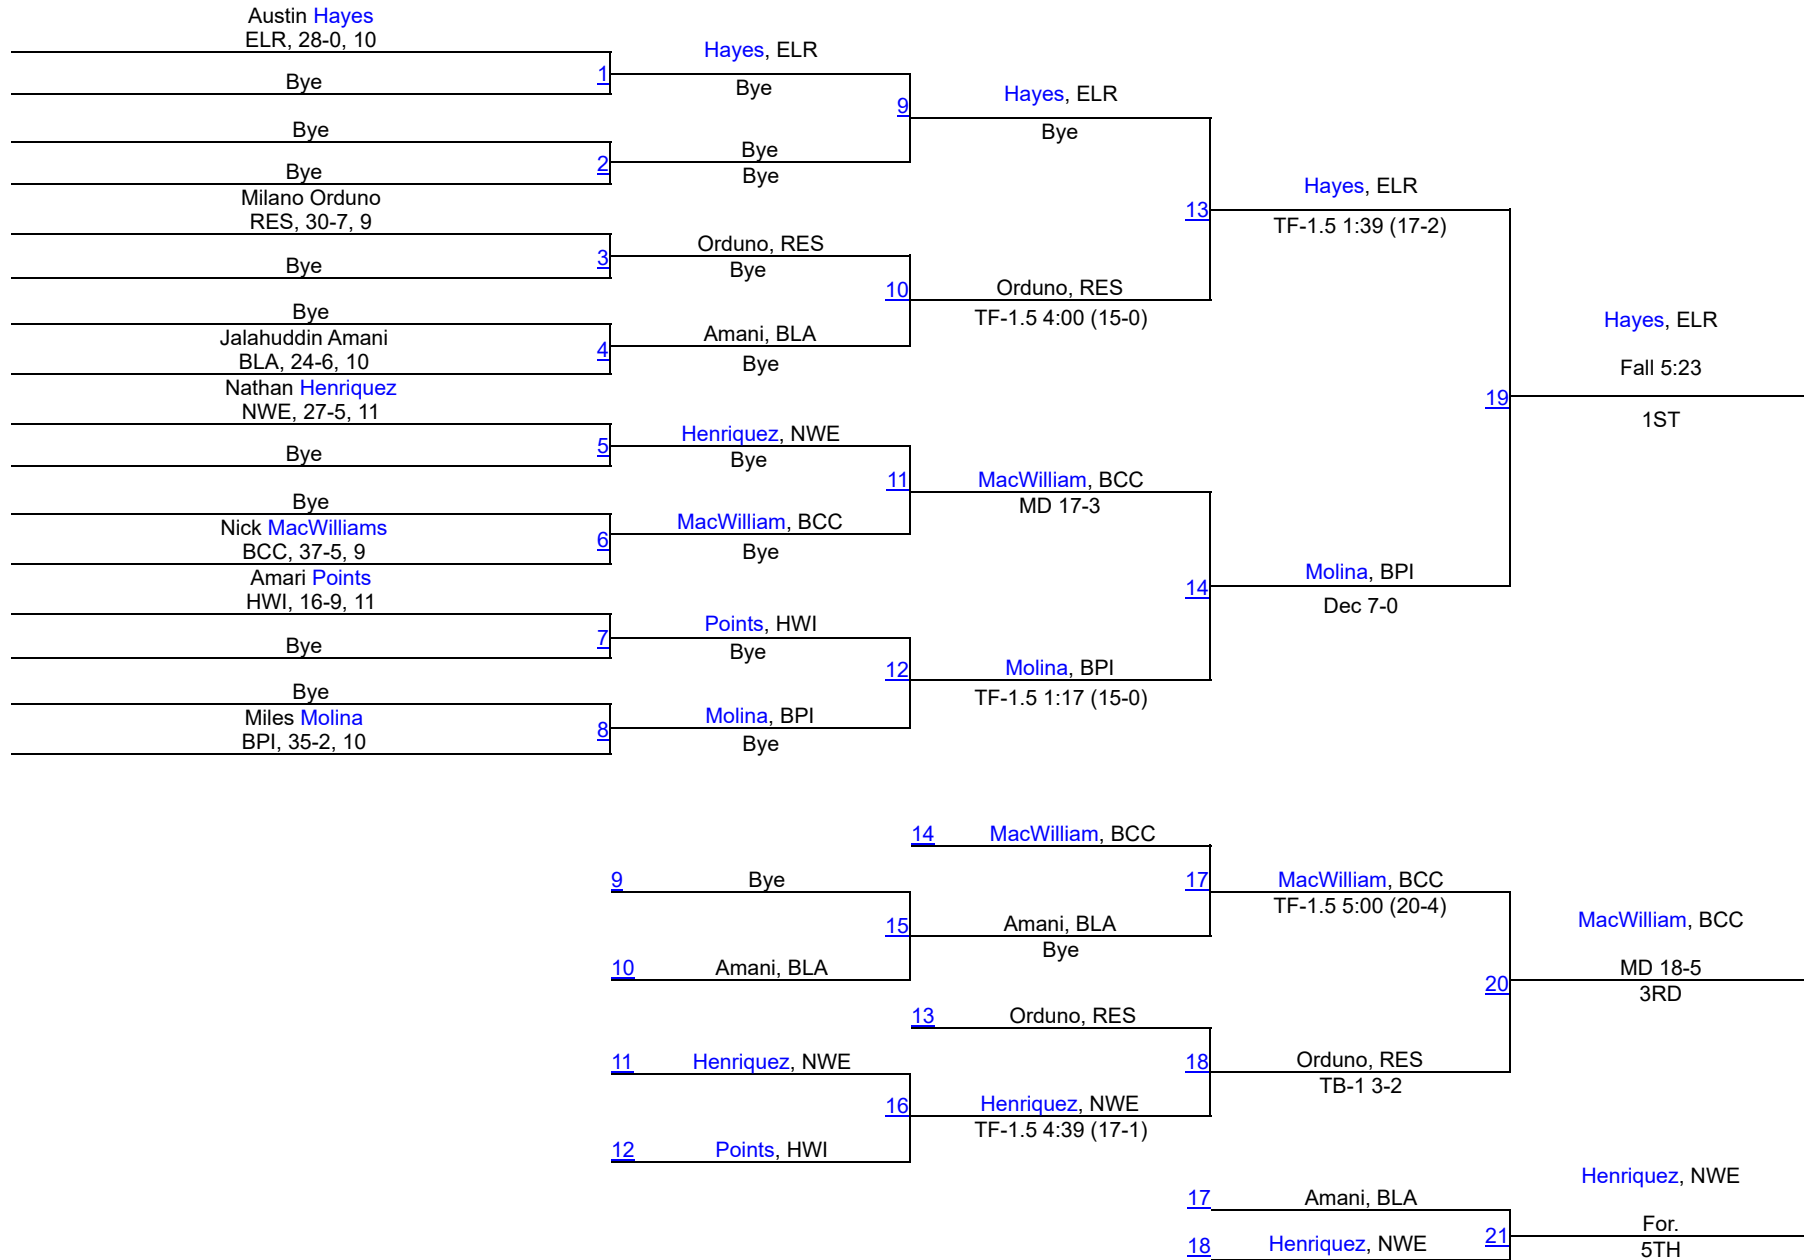 Austin Hayes
ELR, 28-0, 10
Bye
1
Bye
Bye
2
Milano Orduno
RES, 30-7, 9
Bye
3
Bye
Jalahuddin Amani
BLA, 24-6, 10
4
Nathan Henriquez
NWE, 27-5, 11
Bye
5
Bye
Nick MacWilliams
BCC, 37-5, 9
6
Amari Points
HWI, 16-9, 11
Bye
7
Bye
Miles Molina
BPI, 35-2, 10
8
Hayes, ELR
Bye
9
Bye
Bye
Orduno, RES
Bye
10
Amani, BLA
Bye
Henriquez, NWE
Bye
11
MacWilliam, BCC
Bye
Points, HWI
Bye
12
Molina, BPI
Bye
Hayes, ELR
Bye
13
Orduno, RES
TF-1.5 4:00 (15-0)
MacWilliam, BCC
MD 17-3
14
Molina, BPI
TF-1.5 1:17 (15-0)
Hayes, ELR
TF-1.5 1:39 (17-2)
19
Molina, BPI
Dec 7-0
Hayes, ELR
Fall 5:23
1ST
14 MacWilliam, BCC
9 Bye
17
MacWilliam, BCC
TF-1.5 5:00 (20-4)
15
Amani, BLA
Bye
10 Amani, BLA
MacWilliam, BCC
MD 18-5
3RD
20
13 Orduno, RES
11 Henriquez, NWE
18
Orduno, RES
TB-1 3-2
16
Henriquez, NWE
TF-1.5 4:39 (17-1)
12 Points, HWI
17 Amani, BLA
18 Henriquez, NWE
21
Henriquez, NWE
For.
5TH